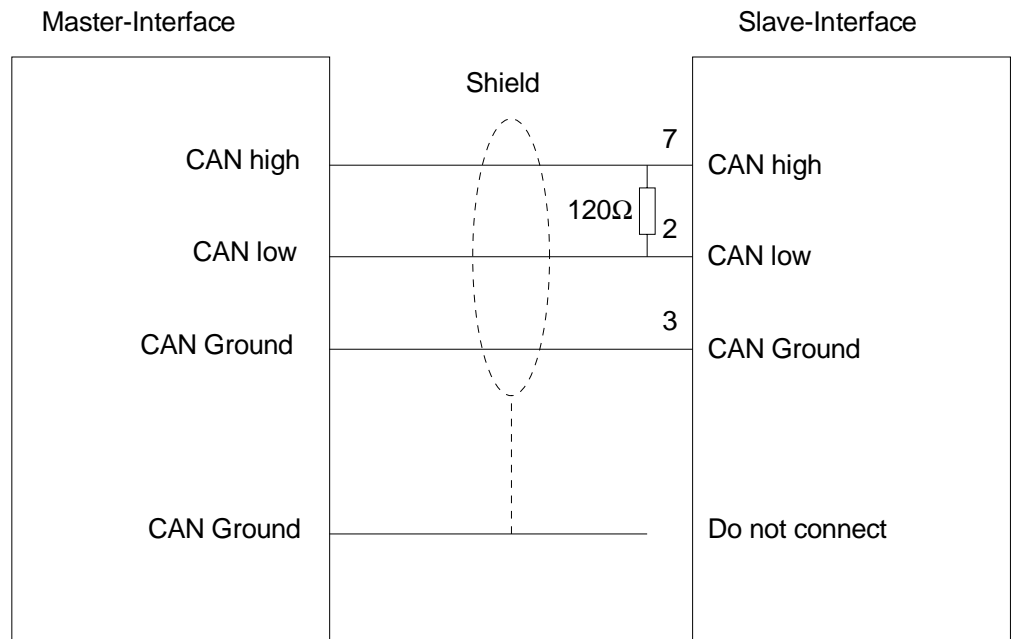 Master-Interface Slave-Interface
Shield
7
CAN high CAN high
120Ω
2
CAN low CAN low
3
CAN Ground CAN Ground
CAN Ground Do not connect